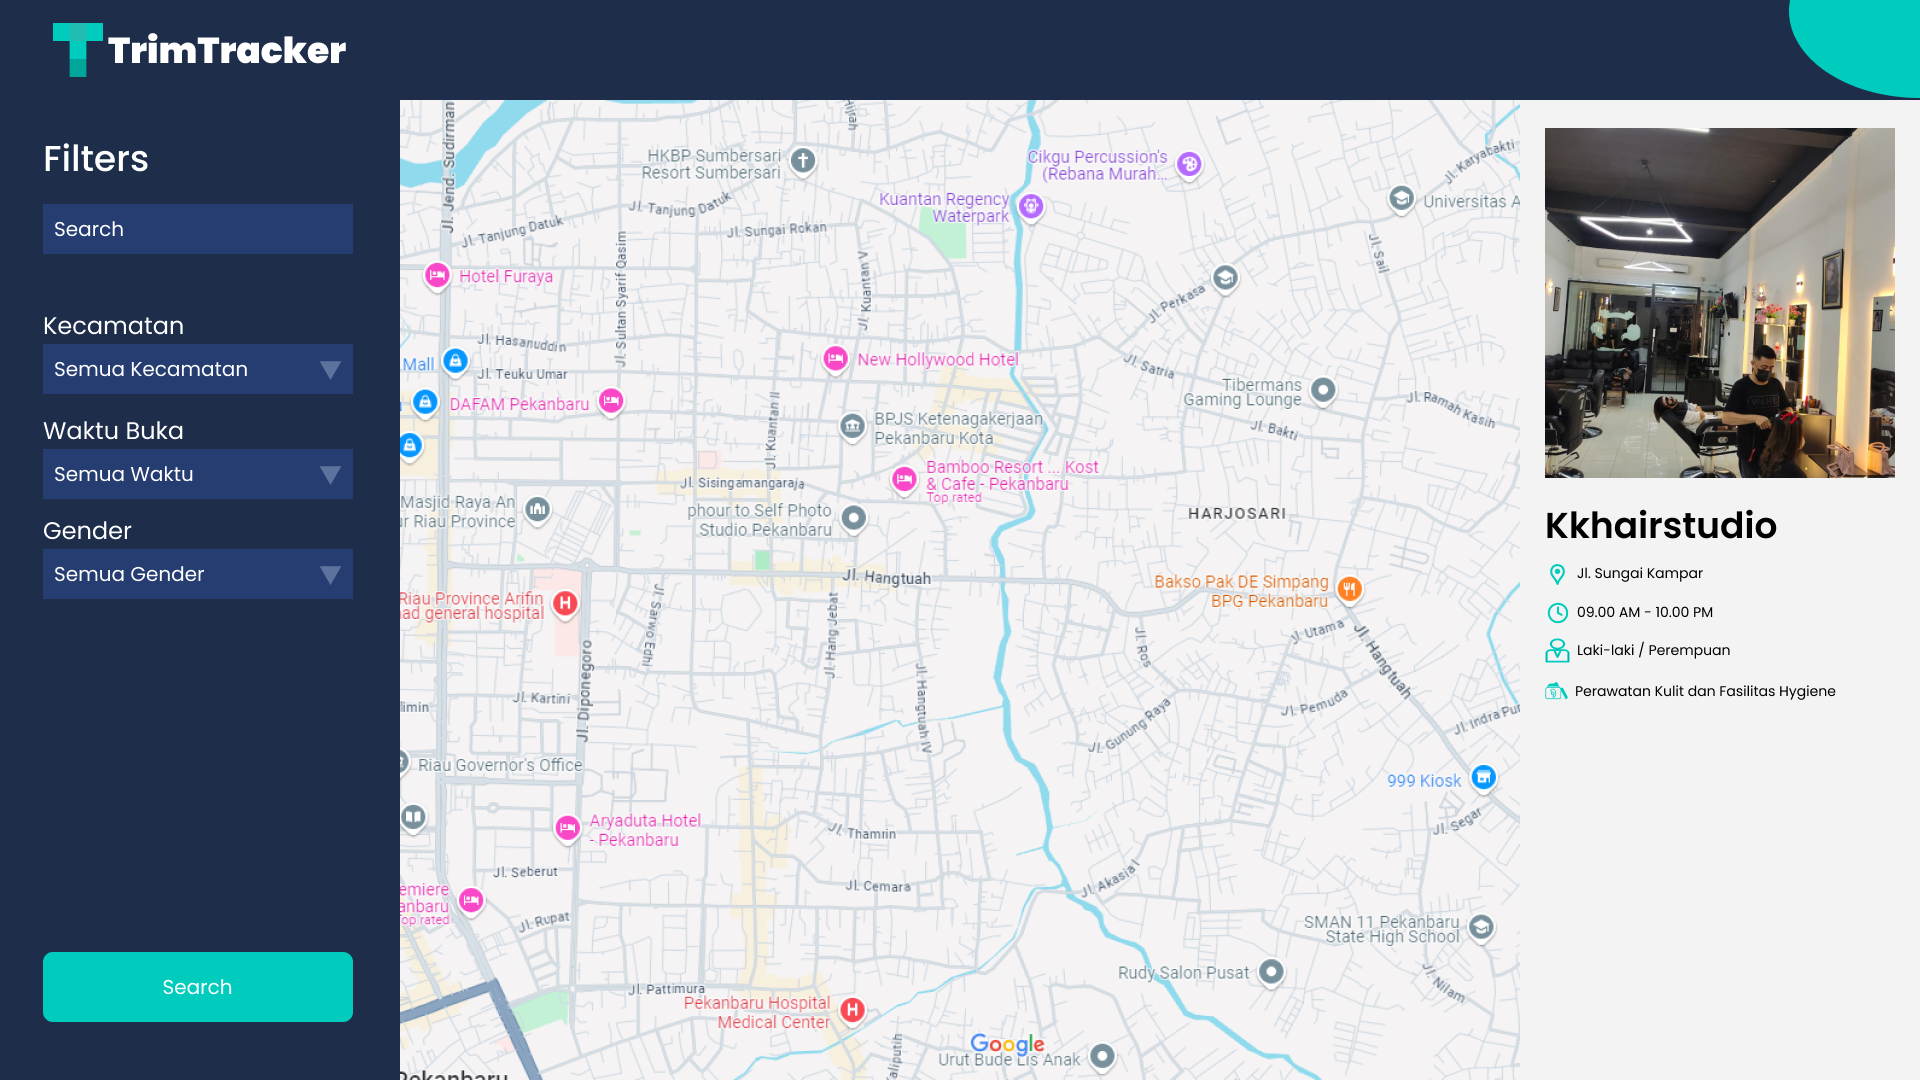 TrimTracker
Filters
Search
Kecamatan
Semua Kecamatan
Waktu Buka
Semua Waktu
Gender
Semua Gender
Search
Jl. Jend. Sudirman
HKBP Sumbersari
Resort Sumbersari
Cikgu Percussion's
(Rebana Murah...
Jl. Katyabakti
Universitas A
Kuantan Regency
Waterpark
Jl. Tanjung Datuk
Jl. Tanjung Datuk
Jl. Sungai Rokan
Jl. Sail
Hotel Furaya
Jl. Sultan Syarif Qasim
Jl. Kuantan V
Jl. Perkasa
Jl. Hasanuddin
Mall
Jl. Teuku Umar
New Hollywood Hotel
Jl. Satria
Tibermans
Gaming Lounge
Jl. Ramah Kasih
DAFAM Pekanbaru
Jl. Kuantan II
BPJS Ketenagakerjaan
Pekanbaru Kota
Jl. Bakti
Bamboo Resort ... Kost
& Cafe - Pekanbaru
Top rated
Jl. Sisingamangaraja
Masjid Raya An
ur Riau Province
phour to Self Photo
Studio Pekanbaru
HARJOSARI
Jl. Hangtuah
Bakso Pak DE Simpang
BPG Pekanbaru
Riau Province Arifin
mad general hospital
Jl. Sarwo Edhi
Jl. Hang Jebat
Jl. Ros
Jl. Utama
Jl. Hangtuah
Jl. Diponegoro
Jl. Hangtuah IV
Jl. Kartini
limin
Jl. Pemuda
Jl. Gunung Raya
Jl. Indra Pur
Riau Governor's Office
999 Kiosk
Aryaduta Hotel
- Pekanbaru
Jl. Thamrin
Jl. Segar
Jl. Seberut
Jl. Cemara
Jl. Akasia I
emiere
anbaru
Top rated
Jl. Rupat
SMAN 11 Pekanbaru
State High School
Rudy Salon Pusat
Jl. Nilam
Jl. Pattimura
Pekanbaru Hospital
Medical Center
Google
Urut Bude Lis Anak
Pekanbaru
Kkhairstudio
Jl. Sungai Kampar
09.00 AM - 10.00 PM
Laki-laki / Perempuan
Perawatan Kulit dan Fasilitas Hygiene